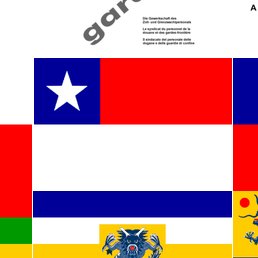 A
gar
Die Gewerkschaft des
Zoll- und Grenzwachtpersonals
Le syndicat du personnel de la
douane et des gardes-frontière
Il sindacato del personale delle
dogane e delle guardie di confine